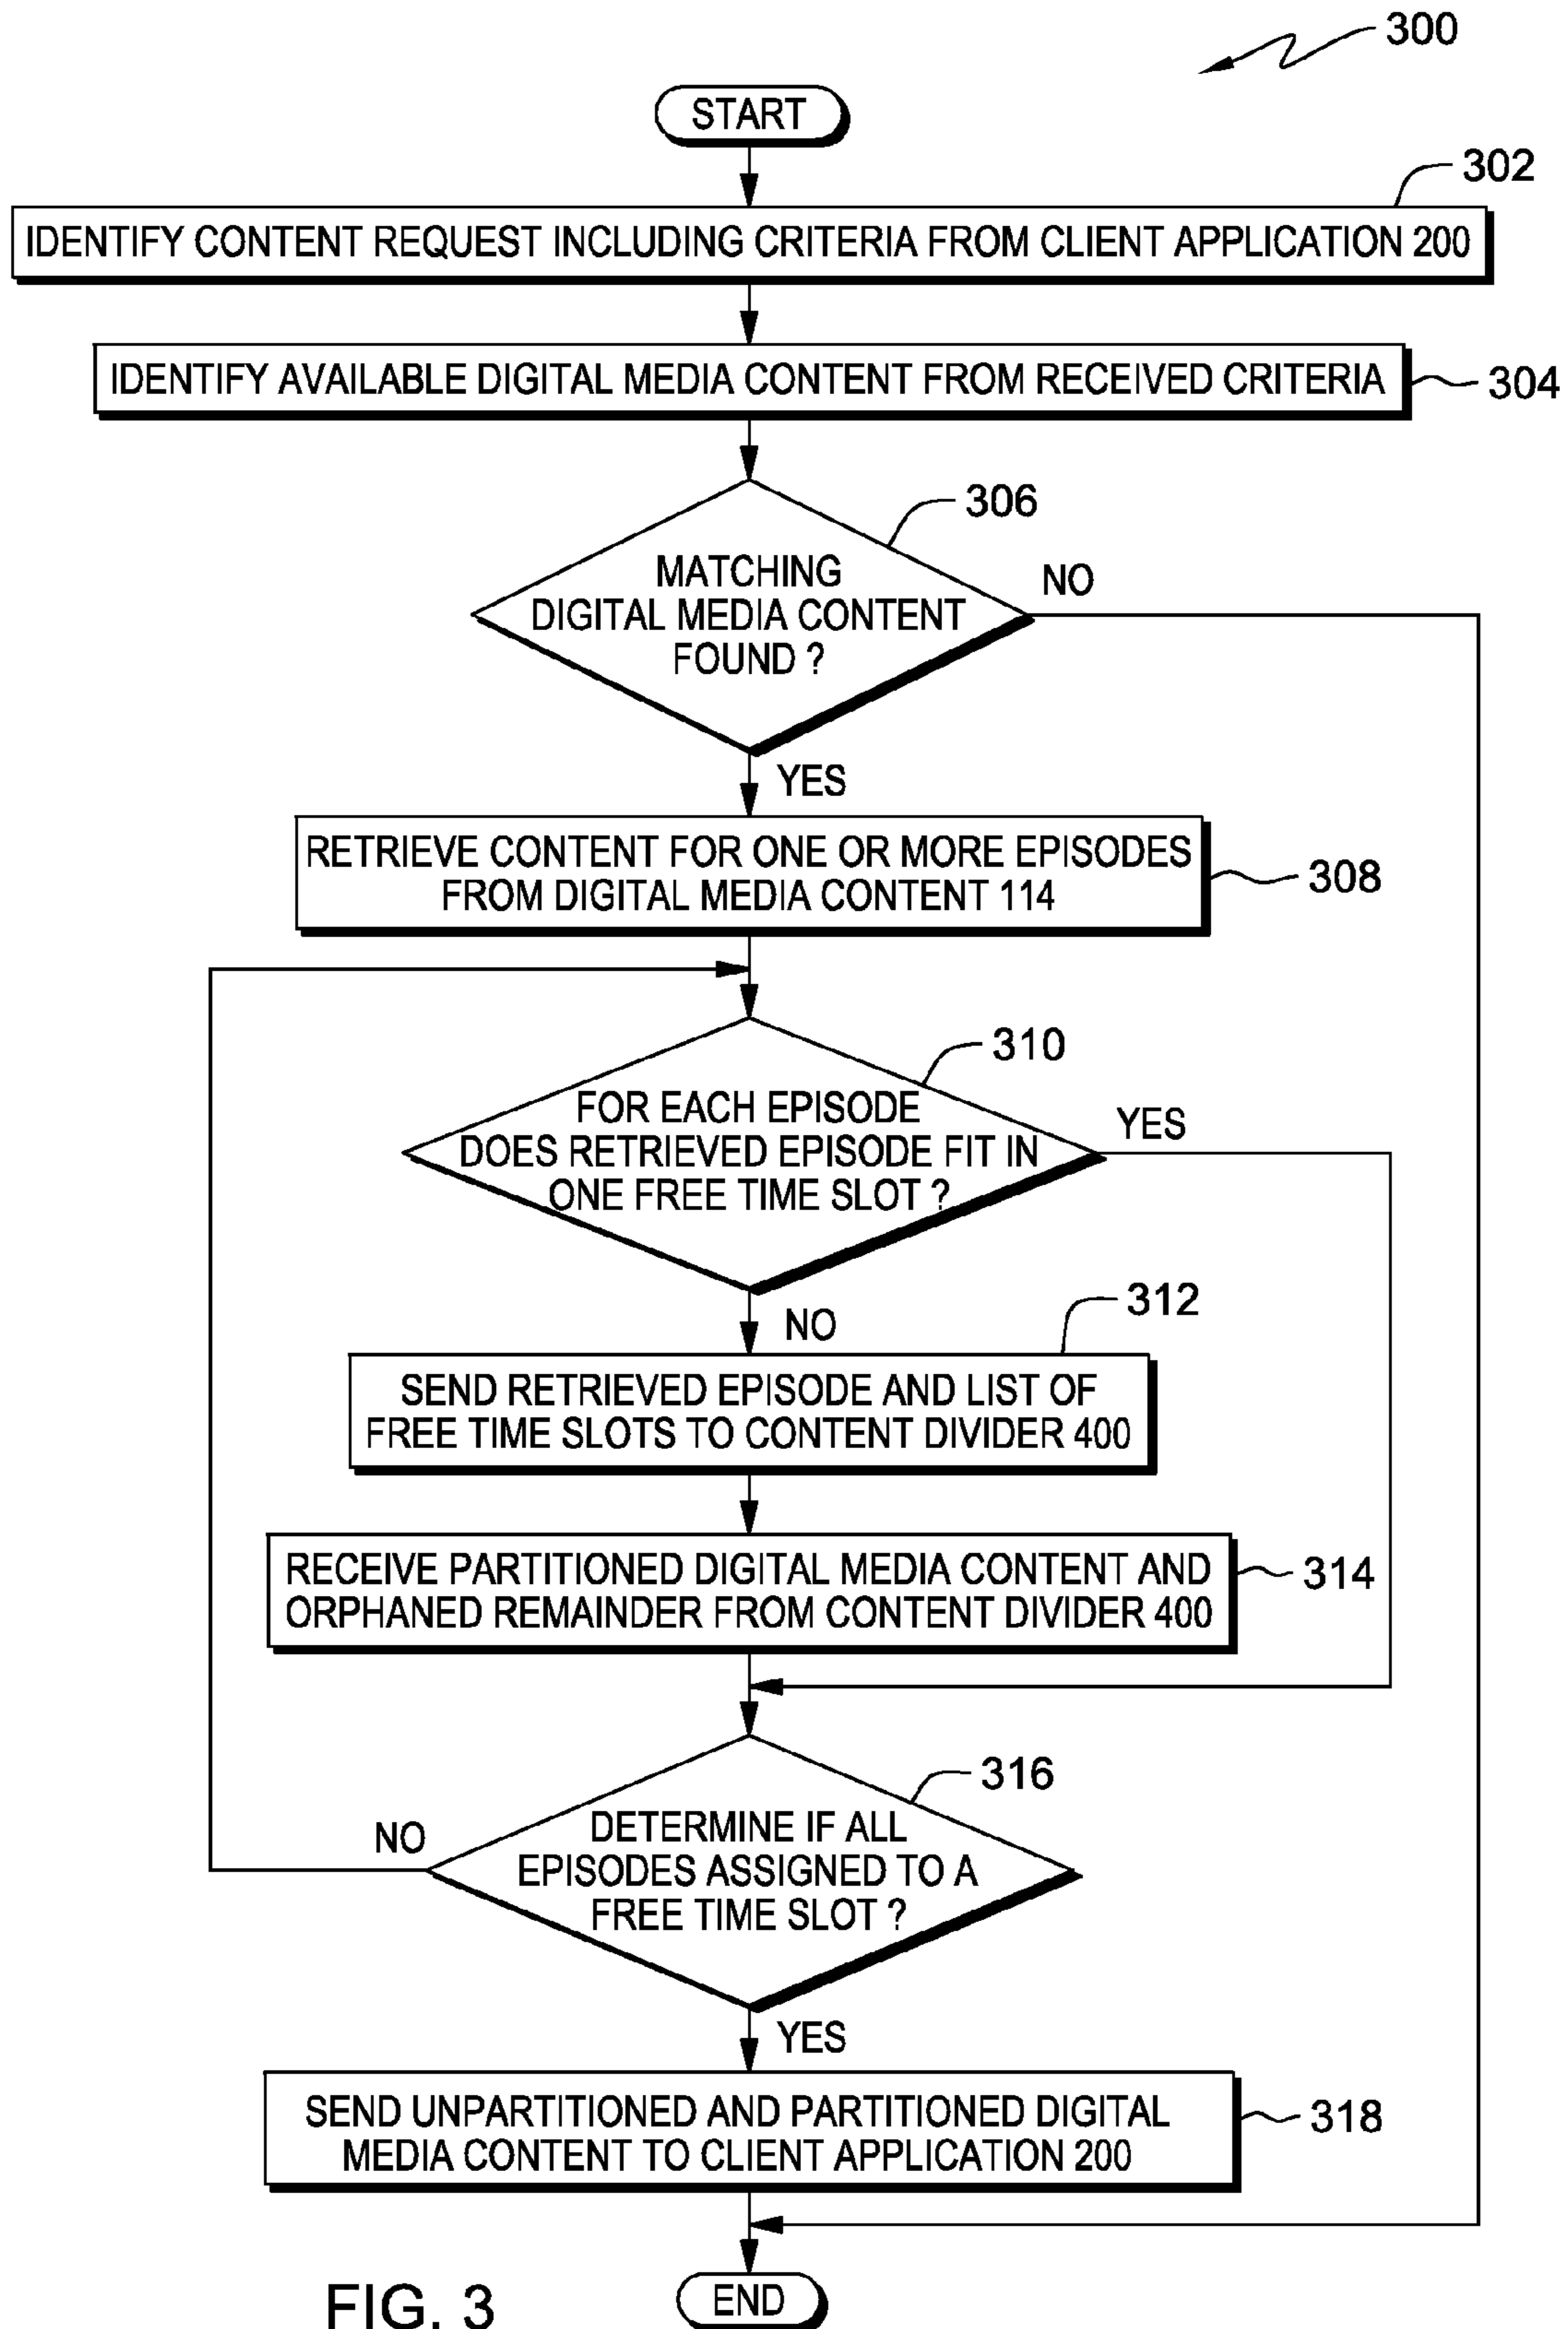 300
START
302
IDENTIFY CONTENT REQUEST INCLUDING CRITERIA FROM CLIENT APPLICATION 200
IDENTIFY AVAILABLE DIGITAL MEDIA CONTENT FROM RECEIVED CRITERIA
304
306
MATCHING
DIGITAL MEDIA CONTENT
FOUND ?
NO
YES
RETRIEVE CONTENT FOR ONE OR MORE EPISODES
FROM DIGITAL MEDIA CONTENT 114
308
310
FOR EACH EPISODE
DOES RETRIEVED EPISODE FIT IN
ONE FREE TIME SLOT ?
YES
NO
312
SEND RETRIEVED EPISODE AND LIST OF
FREE TIME SLOTS TO CONTENT DIVIDER 400
RECEIVE PARTITIONED DIGITAL MEDIA CONTENT AND
ORPHANED REMAINDER FROM CONTENT DIVIDER 400
314
316
DETERMINE IF ALL
EPISODES ASSIGNED TO A
FREE TIME SLOT ?
NO
YES
SEND UNPARTITIONED AND PARTITIONED DIGITAL
MEDIA CONTENT TO CLIENT APPLICATION 200
318
END
FIG. 3